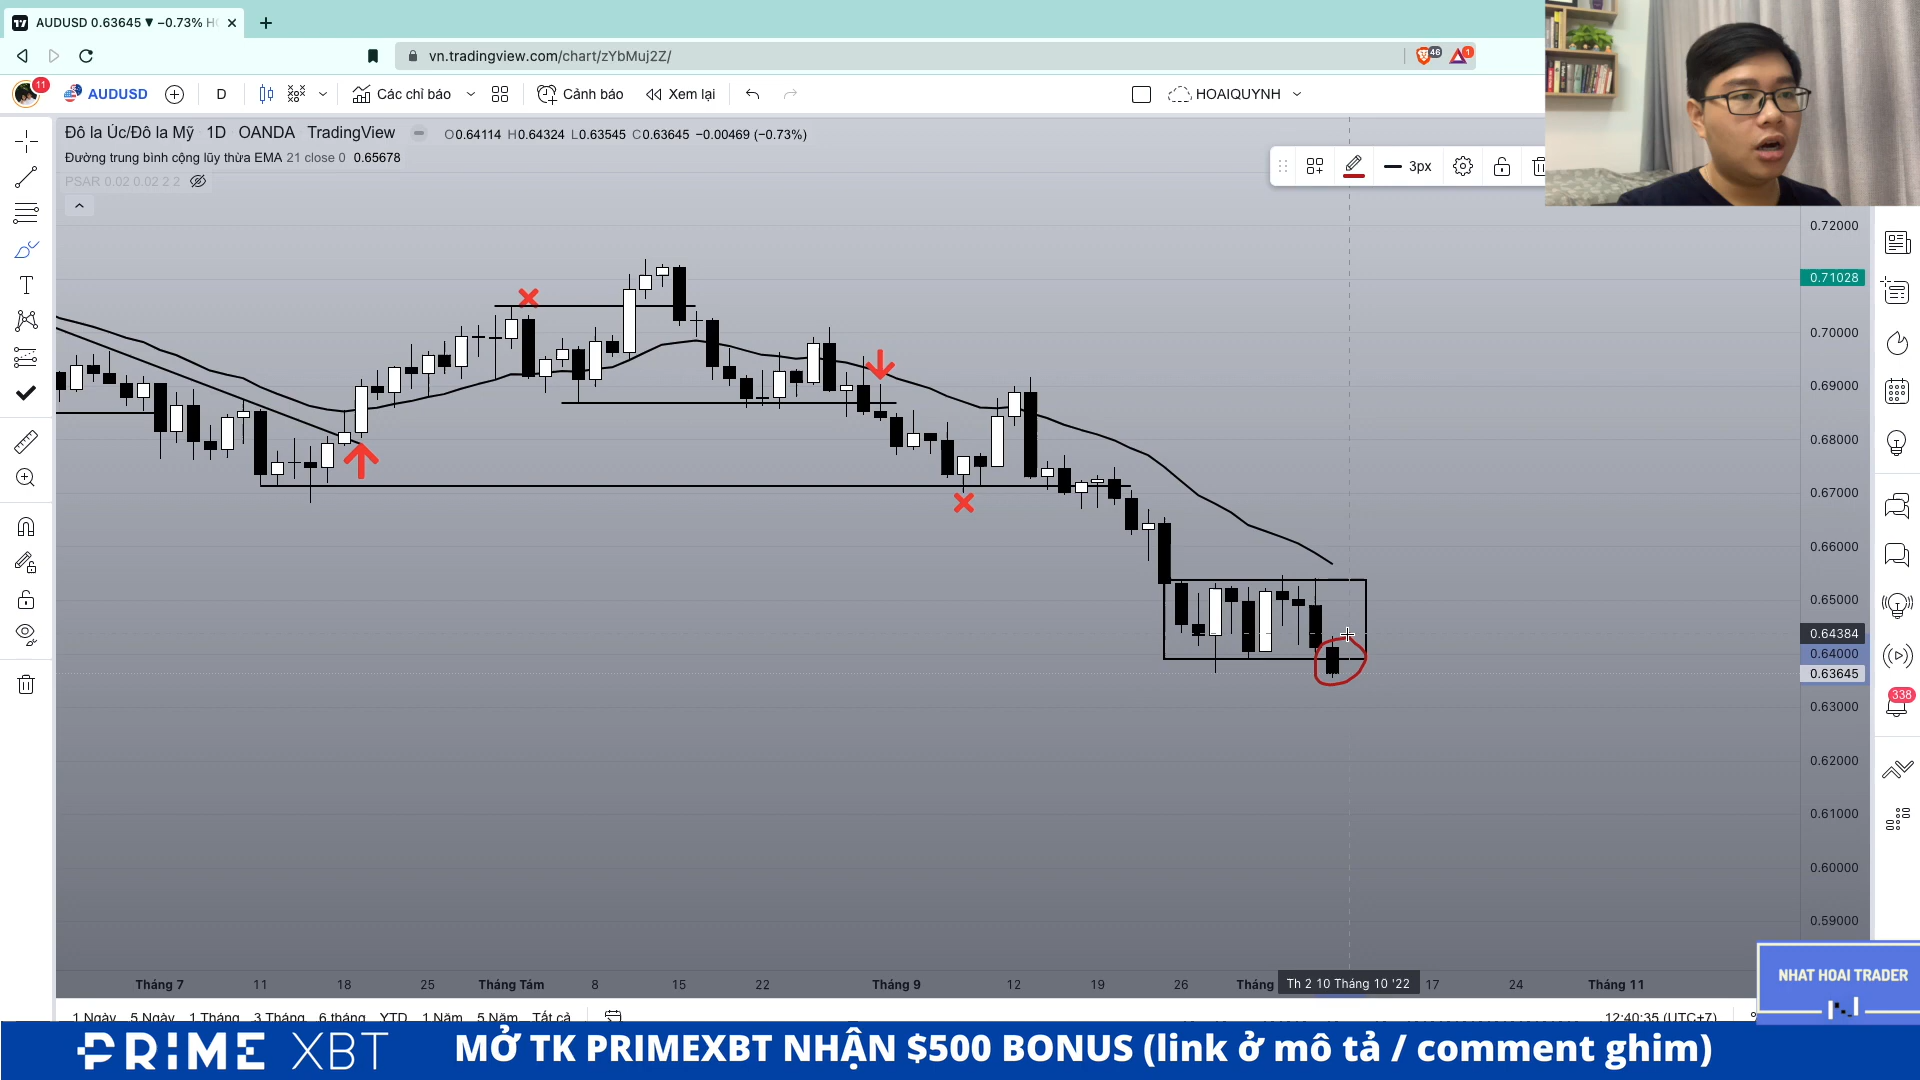 AUDUSD 0.63645 ▼ −0.73%
vn.tradingview.com/chart/zYbMuj2Z/
46
1
11
AUDUSD
D
Các chỉ báo
Cảnh báo
Xem lại
HOAIQUYNH
Đô la Úc/Đô la Mỹ 1D OANDA TradingView
O0.64114 H0.64324 L0.63545 C0.63645 −0.00469 (−0.73%)
Đường trung bình cộng lũy thừa EMA 21 close 0 0.65678
PSAR 0.02 0.02 2 2
3px
0.72000
0.71028
0.70000
0.69000
0.68000
0.67000
0.66000
0.65000
0.64384
0.64000
0.63645
0.63000
0.62000
0.61000
0.60000
0.59000
338
Tháng 7 11 18 25 Tháng Tám 8 15 22 Tháng 9 12 19 26 Tháng Th 2 10 Tháng 10 '22 17 24 Tháng 11
1 Ngày 5 Ngày 1 Tháng 3 Tháng 6 tháng YTD 1 Năm 5 Năm Tất cả
12:40:35 (UTC+7)
NHAT HOAI TRADER
PRIME XBT
MỞ TK PRIMEXBT NHẬN $500 BONUS (link ở mô tả / comment ghim)